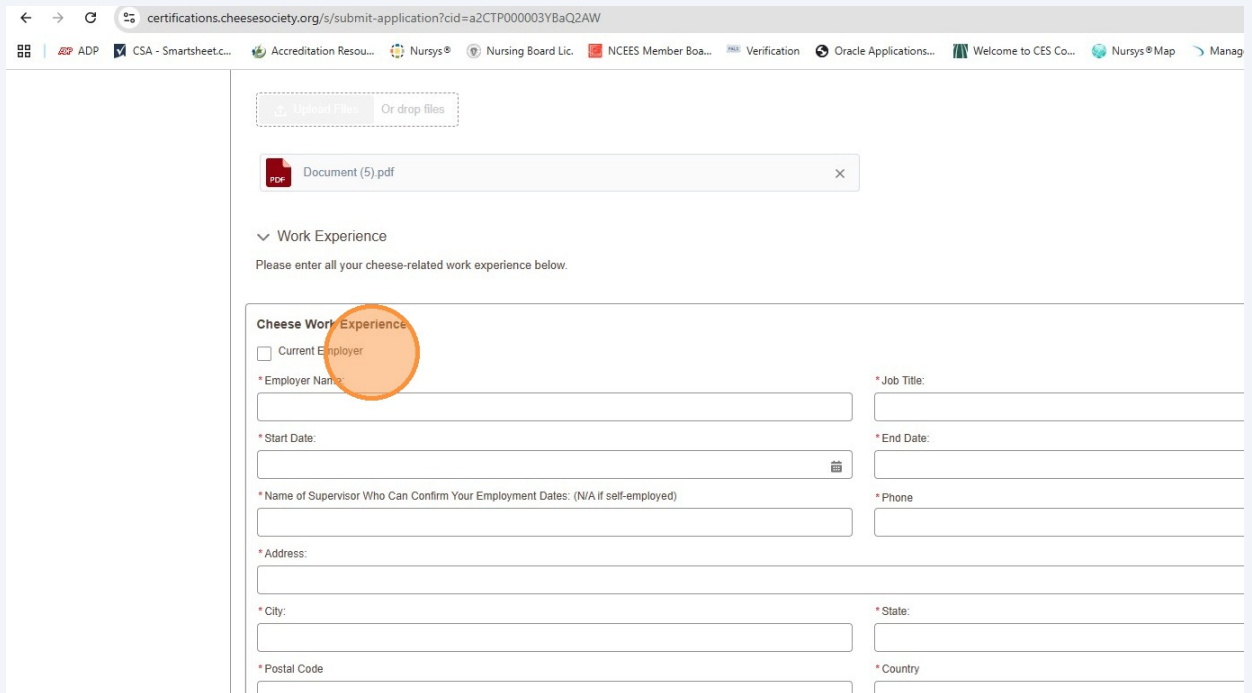 certifications.cheesesociety.org/s/submit-application?cid=a2CTP000003YBaQ2AW
ADP CSA - Smartsheet.c... Accreditation Resou... Nursys® Nursing Board Lic. NCEES Member Boa... Verification Oracle Applications... Welcome to CES Co... Nursys® Map Manag
Upload Files Or drop files
PDF Document (5).pdf
Work Experience
Please enter all your cheese-related work experience below.
Cheese Work Experience
Current Employer
*Employer Name: *Job Title:
*Start Date: *End Date:
*Name of Supervisor Who Can Confirm Your Employment Dates: (N/A if self-employed) *Phone
*Address:
*City: *State:
*Postal Code *Country